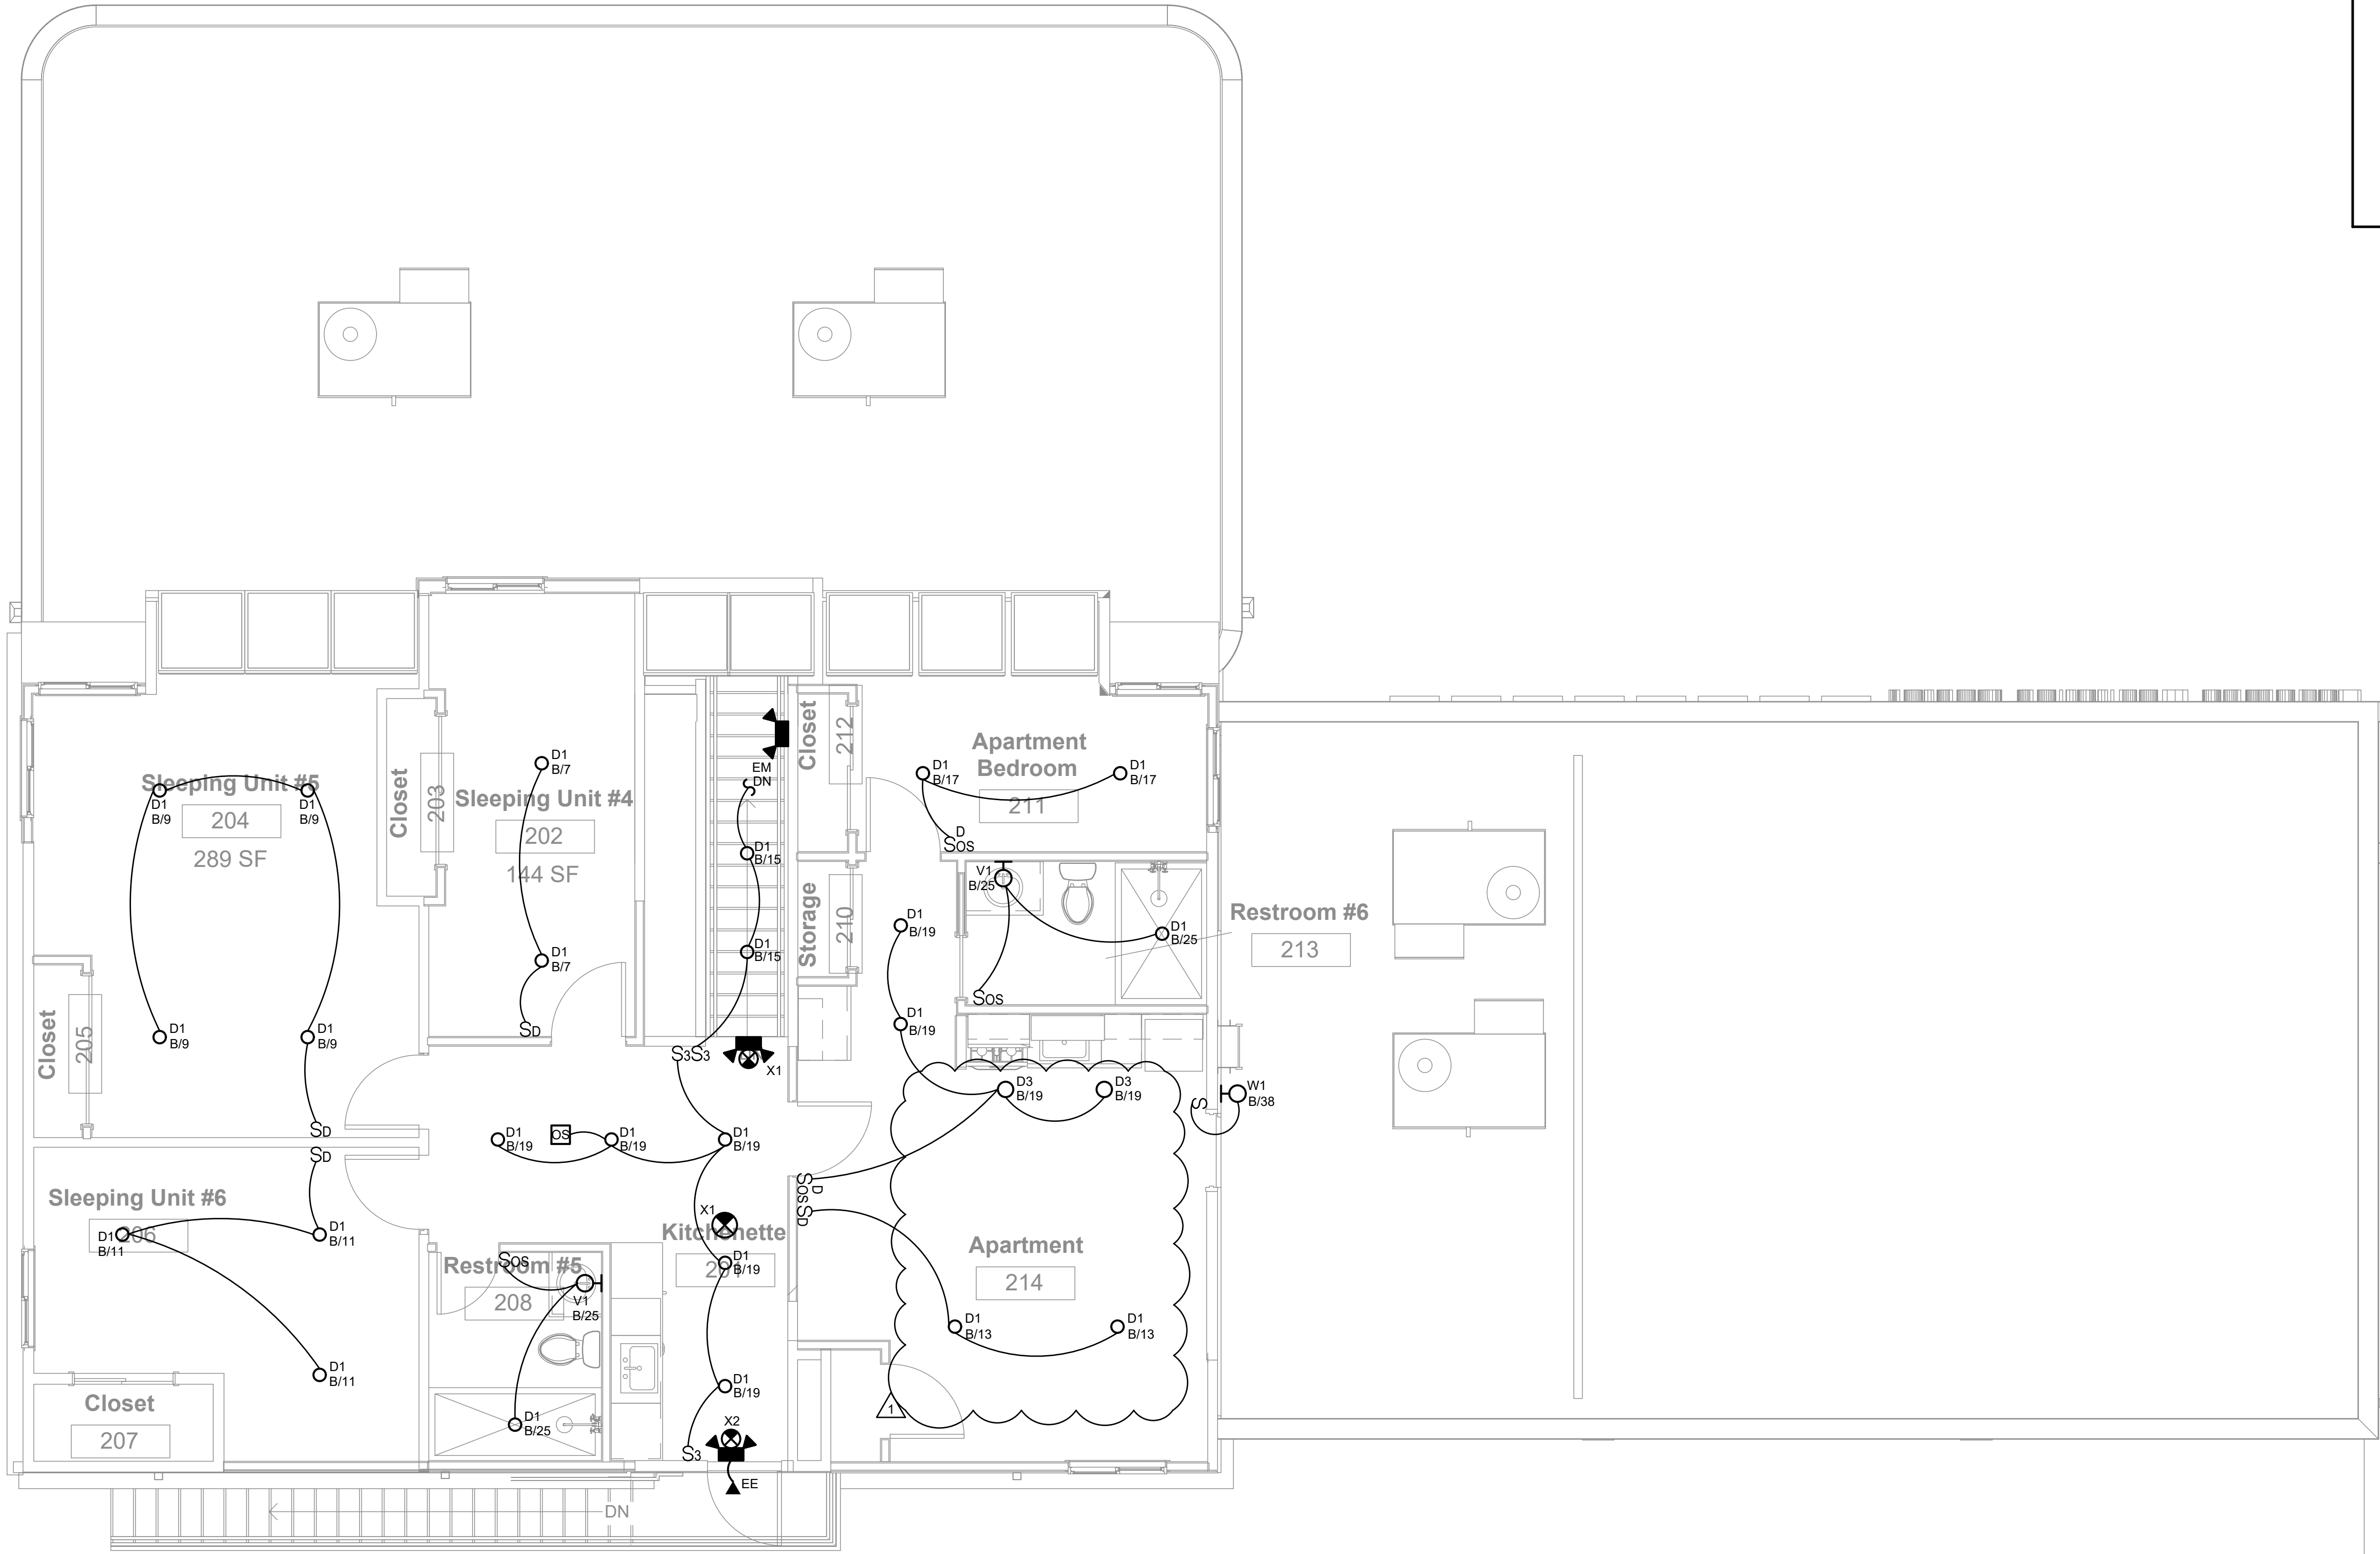 Sleeping Unit #5
204
289 SF
D1
B/9
D1
B/9
D1
B/9
D1
B/9
SD
Closet
203
Sleeping Unit #4
202
144 SF
D1
B/7
D1
B/7
SD
EM
DN
S
D1
B/15
D1
B/15
S3S3
X1
Closet
212
Storage
210
Apartment
Bedroom
211
D1
B/17
D1
B/17
D
SOS
V1
B/25
D1
B/25
SOS
Restroom #6
213
D1
B/19
D1
B/19
D3
B/19
D3
B/19
W1
B/38
S
Closet
205
SD
Sleeping Unit #6
206
D1
B/11
D1
B/11
D1
B/11
Closet
207
D1
B/19
OS
D1
B/19
D1
B/19
X1
Kitchenette
201
D1
B/19
D1
B/19
S3
X2
EE
SOS
Restroom #5
208
V1
B/25
D1
B/25
SOS
D
SD
Apartment
214
D1
B/13
D1
B/13
1
DN